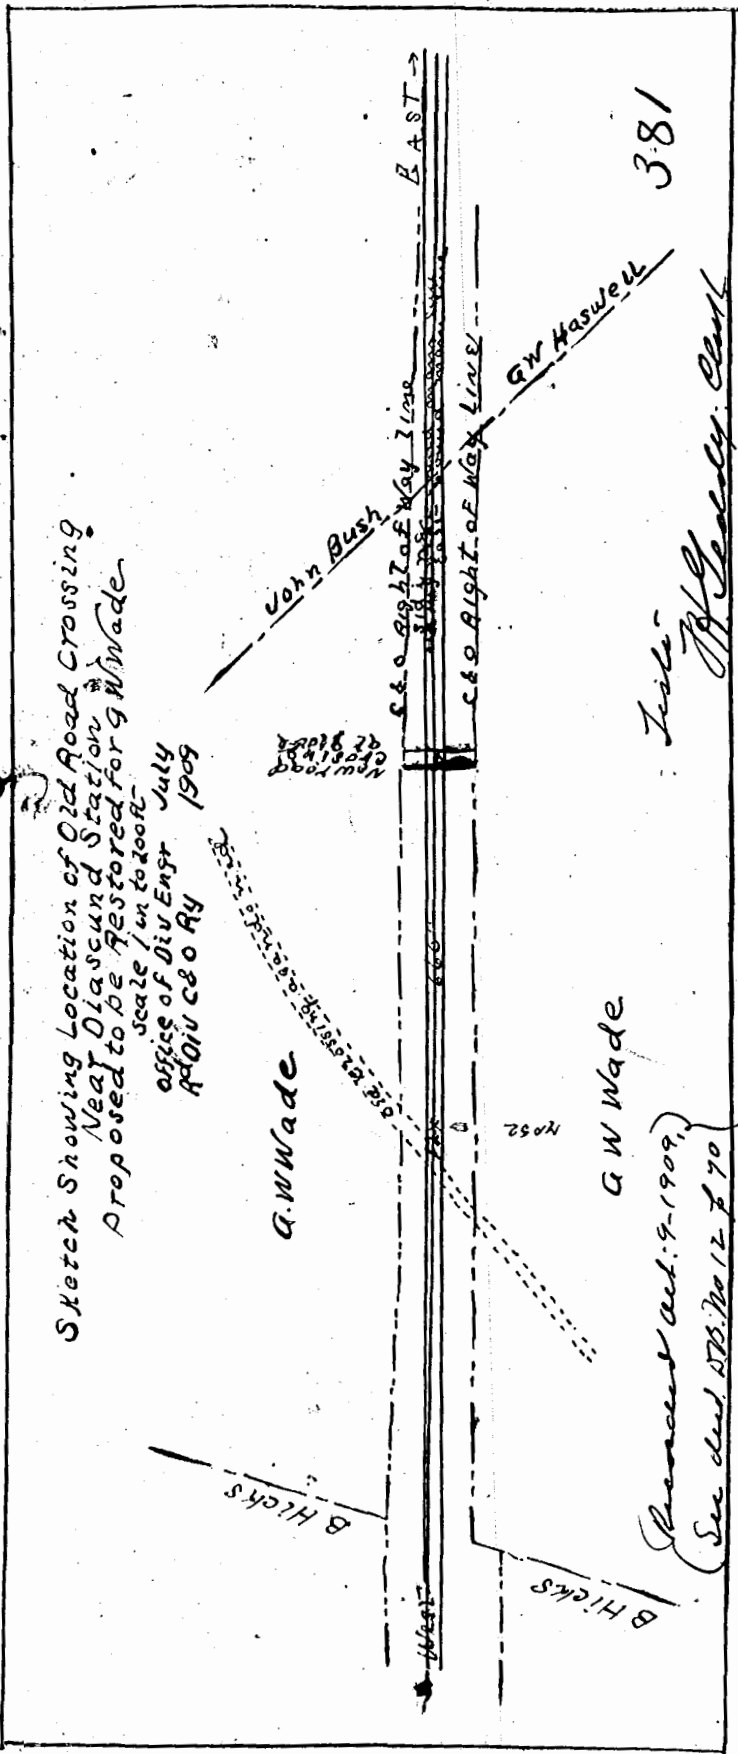 Sketch Showing Location of Old Road Crossing
Near Diascund Station
Proposed to be Restored for G W Wade
Scale 1 in to 200 ft
Office of Div Engr July
Div C&O Ry 1909
John Bush
G W Haswell
EAST →
C&O Right of Way Line
C&O Right of Way Line
New road
crossing
at grade
Old
G.W Wade
G W Wade
660
B Hicks
B Hicks
West
381
Teste-
Clerk
Recorded Oct: 9-1909,
See deed D.B. No 12 p 70